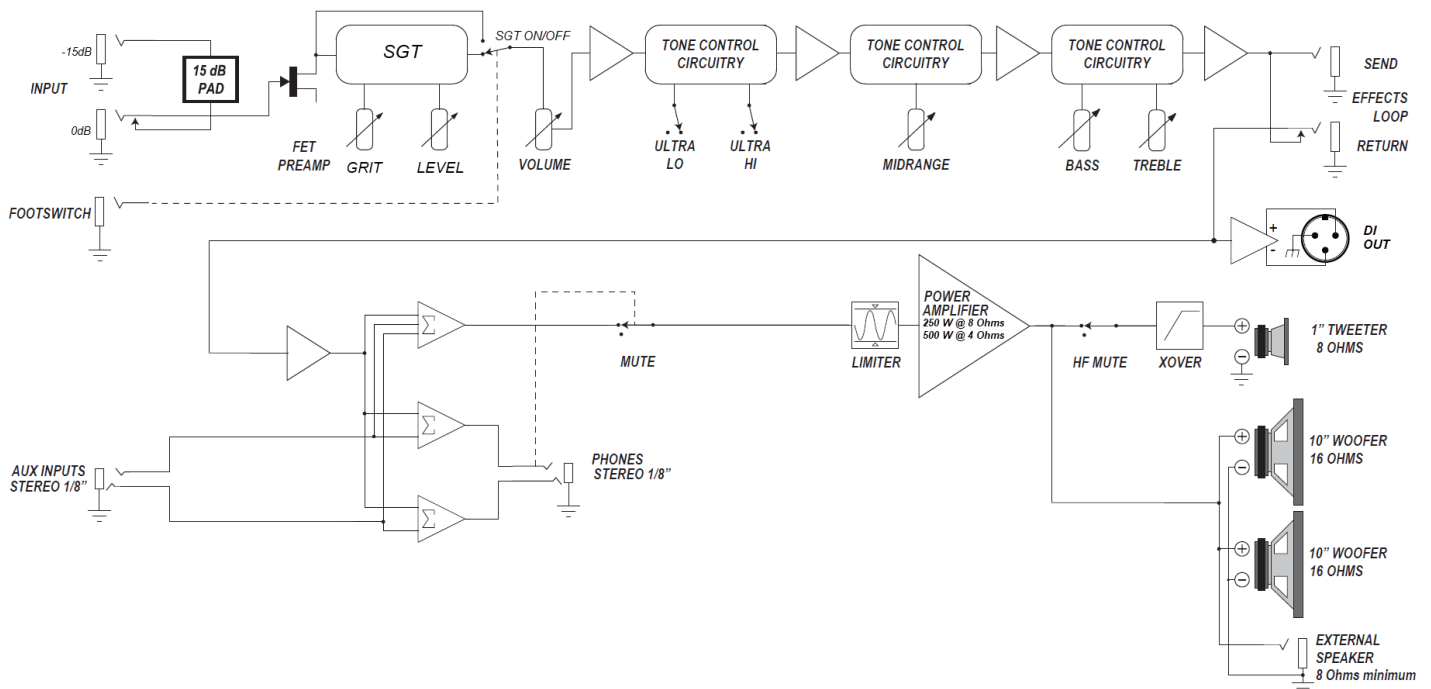 -15dB
INPUT
0dB
15 dB
PAD
FET
PREAMP
SGT
SGT ON/OFF
GRIT
LEVEL
VOLUME
TONE CONTROL
CIRCUITRY
ULTRA
LO
ULTRA
HI
TONE CONTROL
CIRCUITRY
MIDRANGE
TONE CONTROL
CIRCUITRY
BASS
TREBLE
SEND
EFFECTS
LOOP
RETURN
FOOTSWITCH
+
-
DI
OUT
Σ
Σ
Σ
MUTE
LIMITER
POWER
AMPLIFIER
250 W @ 8 Ohms
500 W @ 4 Ohms
HF MUTE
XOVER
+
−
1” TWEETER
8 OHMS
+
−
10” WOOFER
16 OHMS
+
−
10” WOOFER
16 OHMS
AUX INPUTS
STEREO 1/8”
PHONES
STEREO 1/8”
EXTERNAL
SPEAKER
8 Ohms minimum